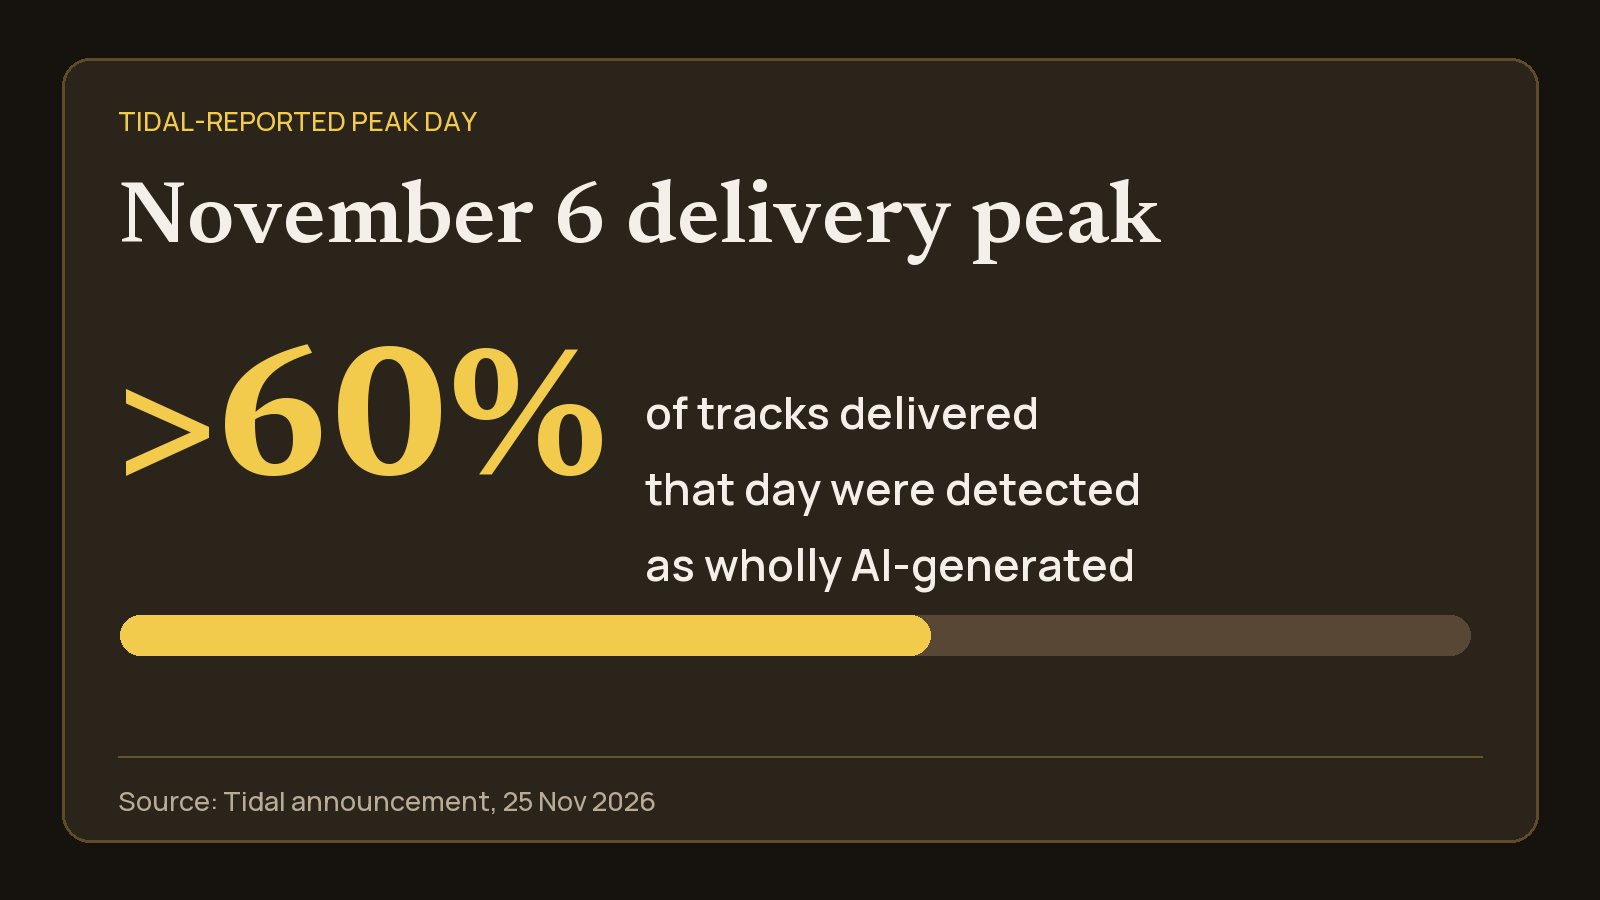 TIDAL-REPORTED PEAK DAY
November 6 delivery peak
>60%
of tracks delivered
that day were detected
as wholly AI-generated
Source: Tidal announcement, 25 Nov 2026